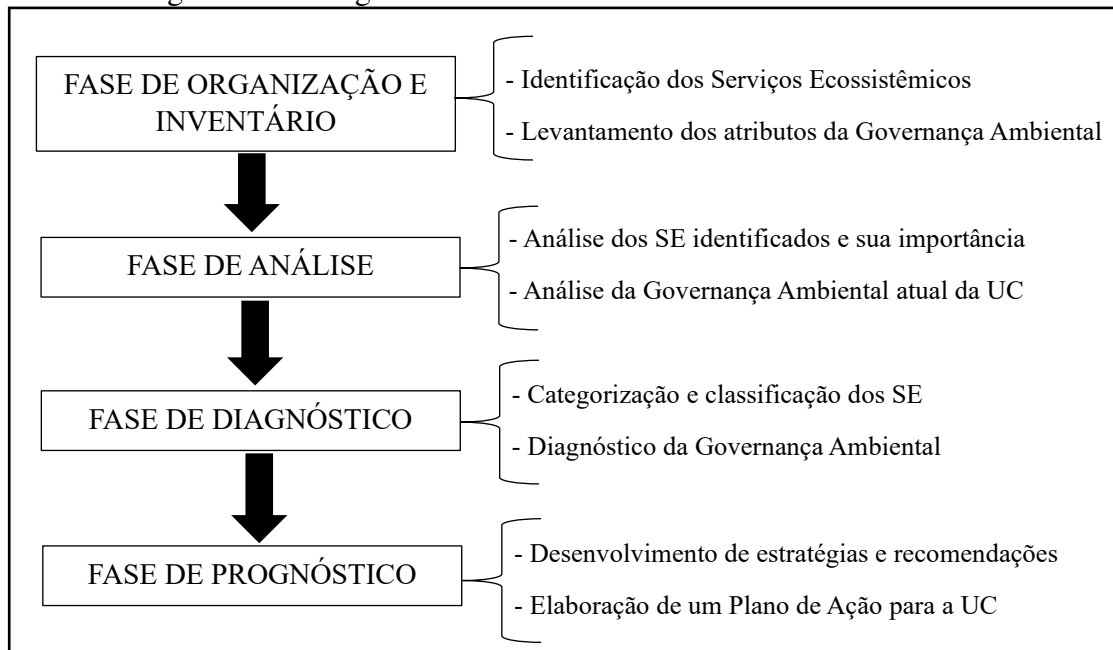 FASE DE ORGANIZAÇÃO E
INVENTÁRIO
- Identificação dos Serviços Ecossistêmicos
- Levantamento dos atributos da Governança Ambiental
FASE DE ANÁLISE
- Análise dos SE identificados e sua importância
- Análise da Governança Ambiental atual da UC
FASE DE DIAGNÓSTICO
- Categorização e classificação dos SE
- Diagnóstico da Governança Ambiental
FASE DE PROGNÓSTICO
- Desenvolvimento de estratégias e recomendações
- Elaboração de um Plano de Ação para a UC